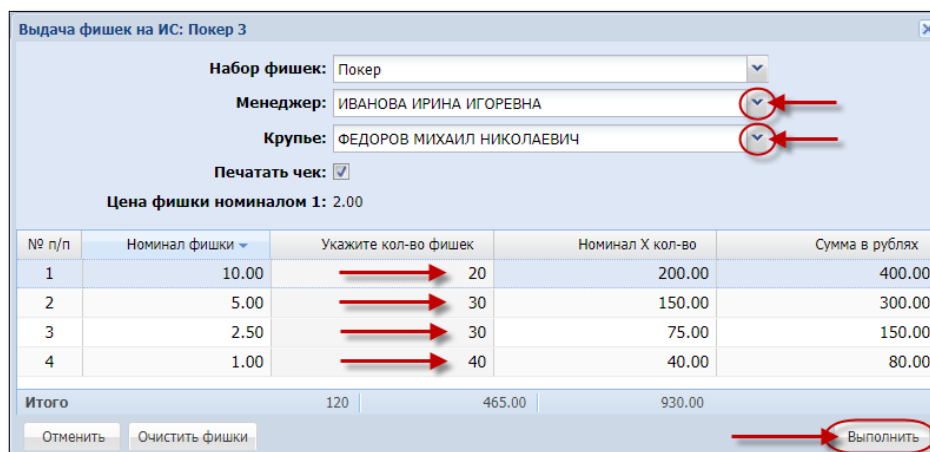 Выдача фишек на ИС: Покер 3
Набор фишек: Покер
Менеджер: ИВАНОВА ИРИНА ИГОРЕВНА
Крупье: ФЕДОРОВ МИХАИЛ НИКОЛАЕВИЧ
Печатать чек:
Цена фишки номиналом 1: 2.00
№ п/п Номинал фишки Укажите кол-во фишек Номинал X кол-во Сумма в рублях
1 10.00 20 200.00 400.00
2 5.00 30 150.00 300.00
3 2.50 30 75.00 150.00
4 1.00 40 40.00 80.00
Итого 120 465.00 930.00
Отменить Очистить фишки Выполнить